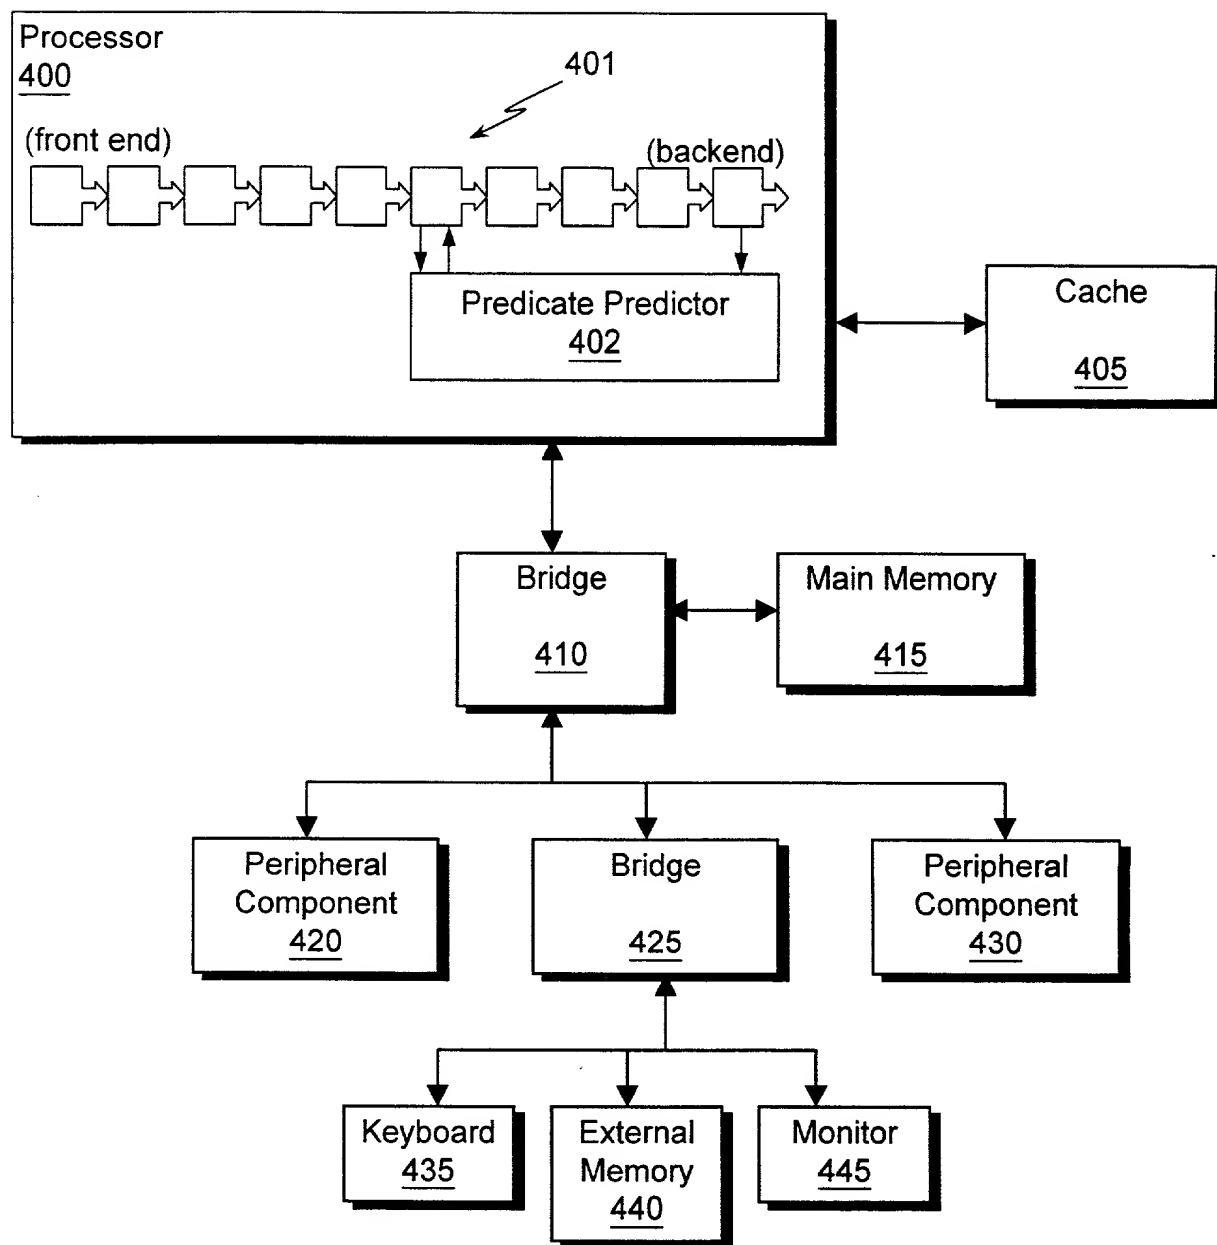 Processor
400
401
(front end)
(backend)
Predicate Predictor
402
Cache
405
Bridge
410
Main Memory
415
Peripheral
Component
420
Bridge
425
Peripheral
Component
430
Keyboard
435
External
Memory
440
Monitor
445